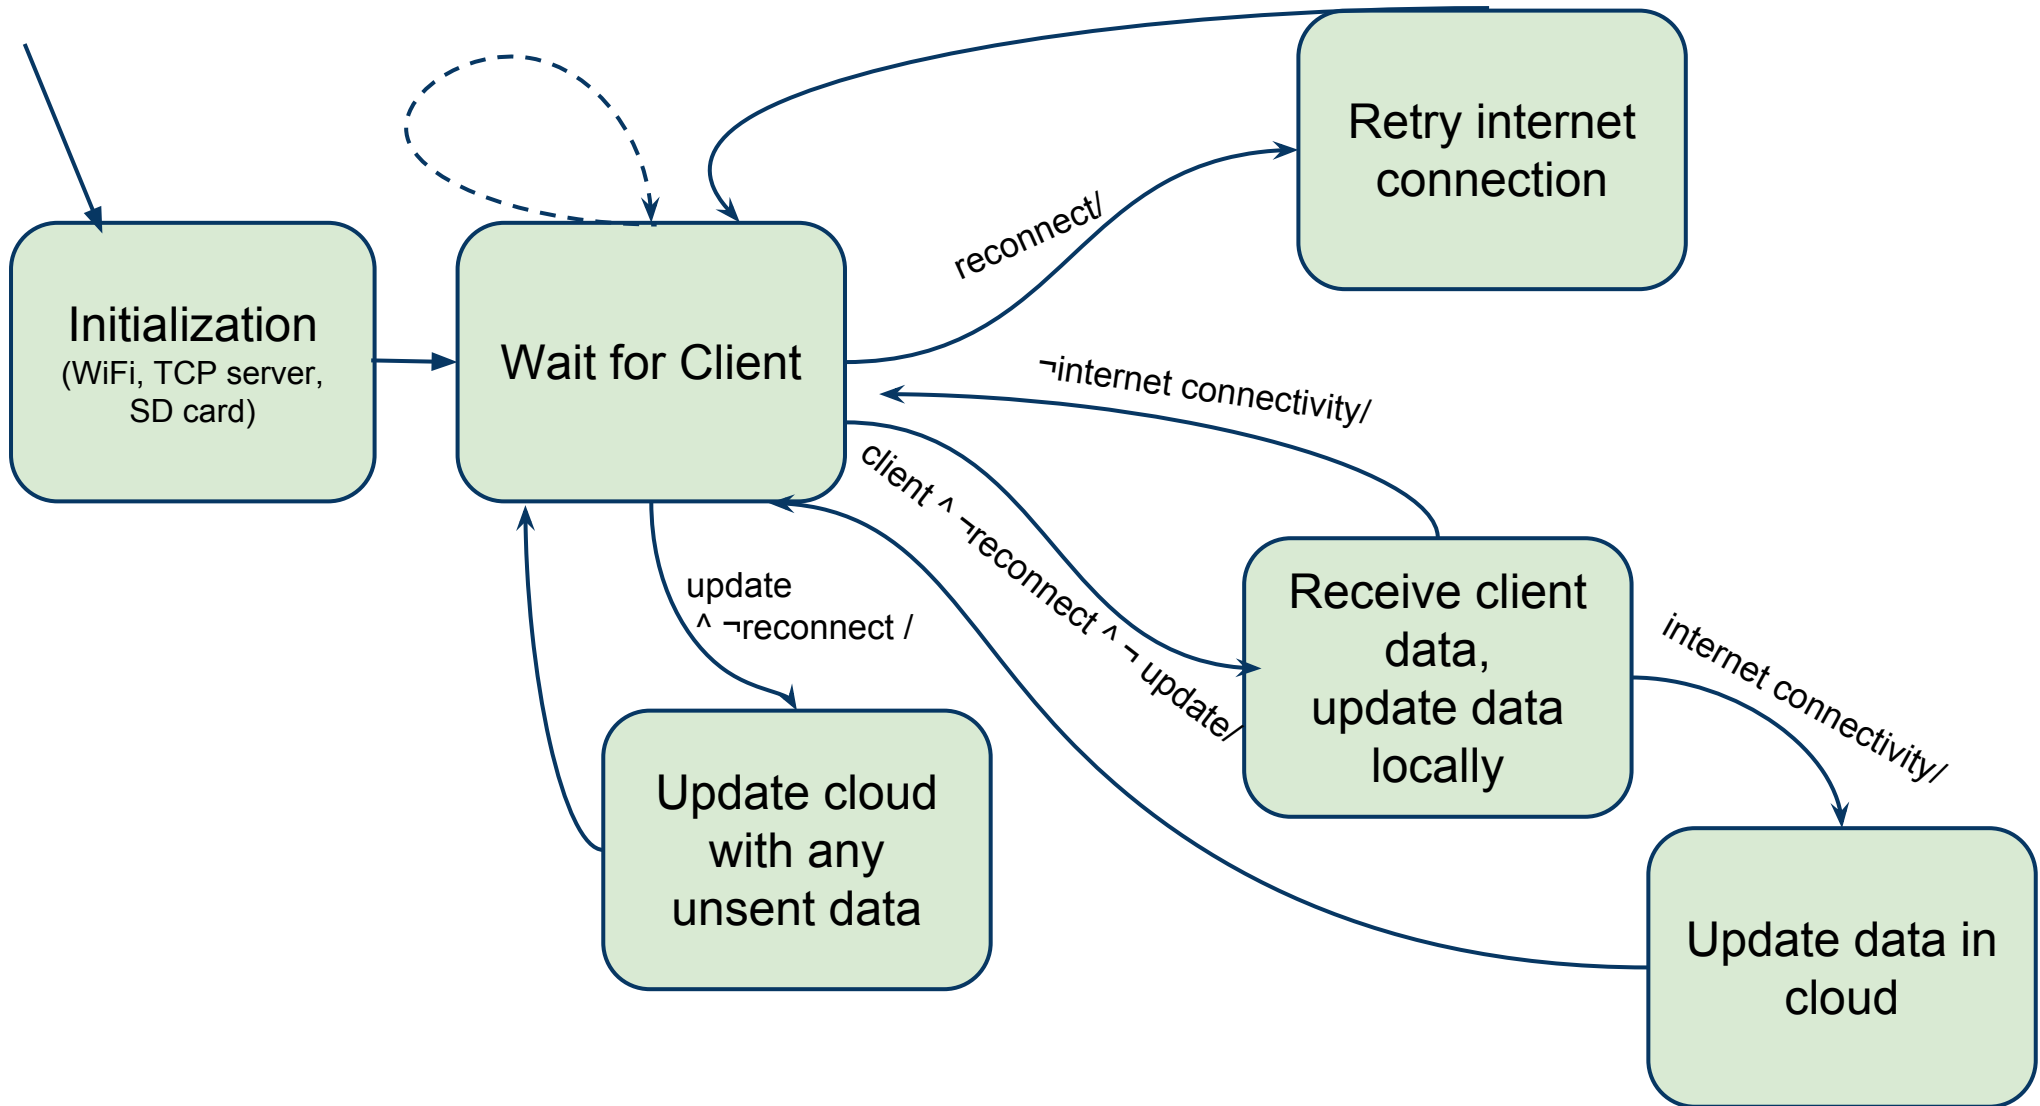 Retry internet
connection
reconnect/
Initialization
(WiFi, TCP server,
SD card)
Wait for Client
¬internet connectivity/
client ^ ¬reconnect ^ ¬ update/
update
^ ¬reconnect /
Receive client
data,
update data
locally
internet connectivity/
Update cloud
with any
unsent data
Update data in
cloud